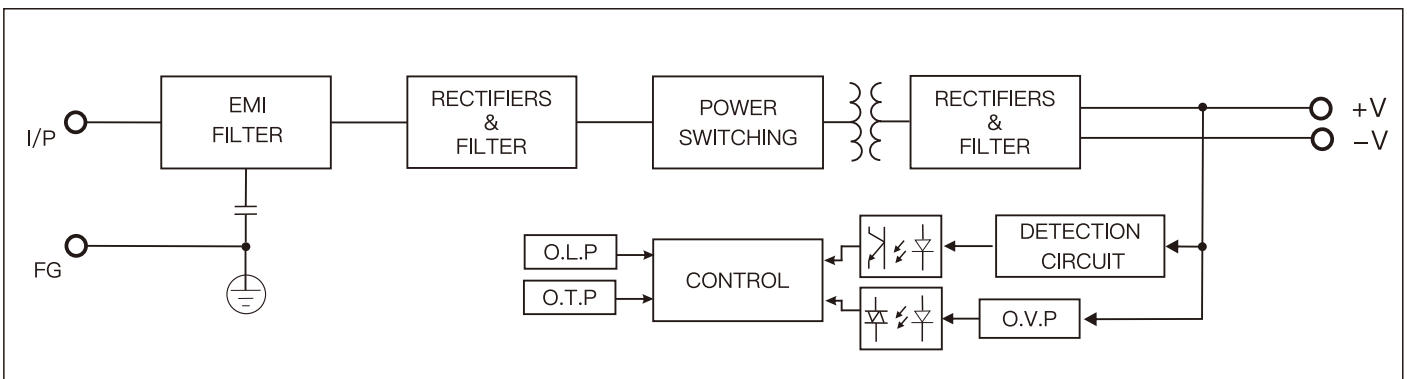 I/P
EMI
FILTER
RECTIFIERS
&
FILTER
POWER
SWITCHING
RECTIFIERS
&
FILTER
+V
−V
FG
O.L.P
O.T.P
CONTROL
DETECTION
CIRCUIT
O.V.P